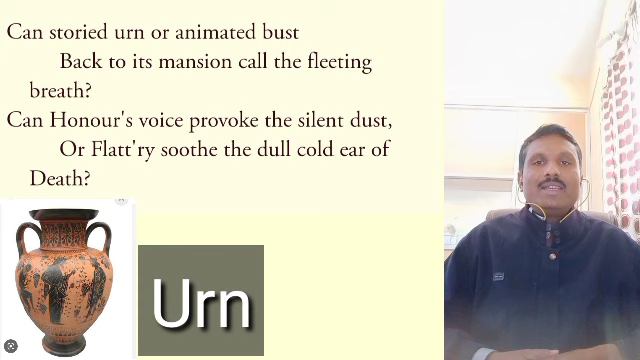 Can storied urn or animated bust
Back to its mansion call the fleeting
breath?
Can Honour's voice provoke the silent dust,
Or Flatt'ry soothe the dull cold ear of
Death?
Urn